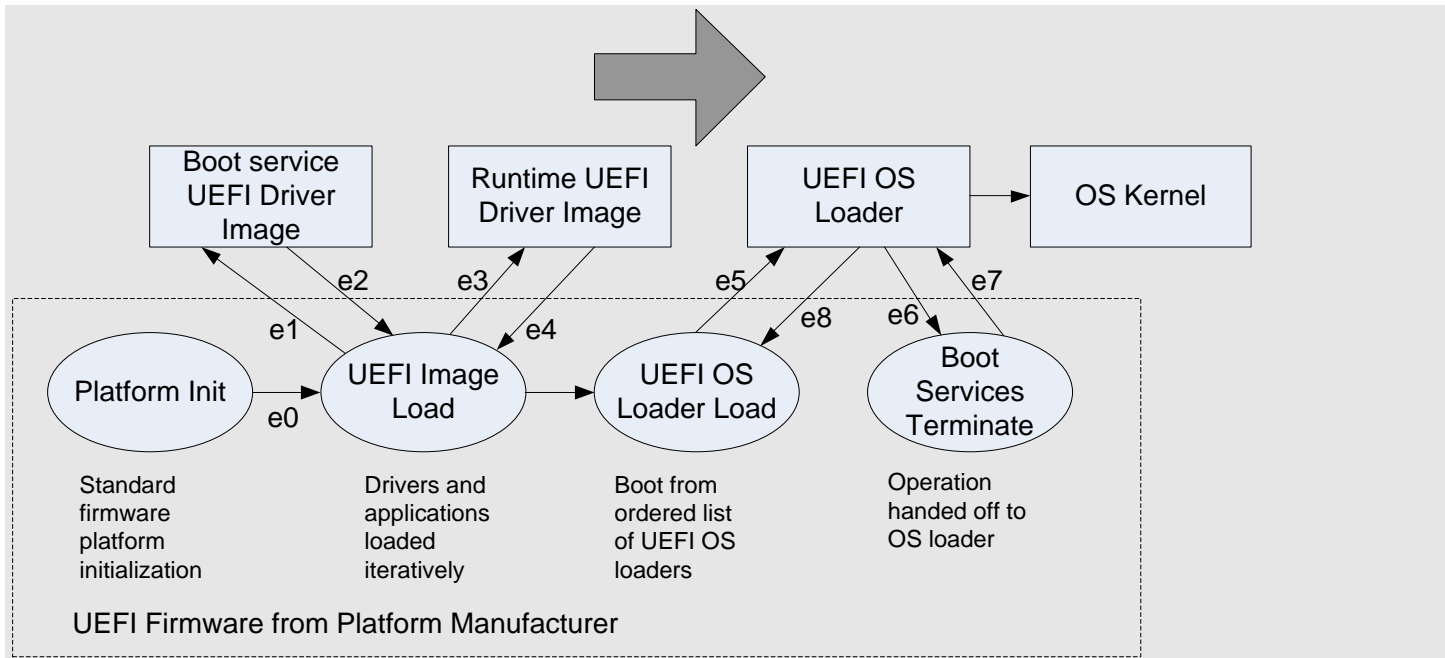 Boot service
UEFI Driver
Image
Runtime UEFI
Driver Image
UEFI OS
Loader
OS Kernel
e2
e3
e5
e7
e1
e4
e8
e6
Platform Init
e0
UEFI Image
Load
UEFI OS
Loader Load
Boot
Services
Terminate
Standard
firmware
platform
initialization
Drivers and
applications
loaded
iteratively
Boot from
ordered list
of UEFI OS
loaders
Operation
handed off to
OS loader
UEFI Firmware from Platform Manufacturer